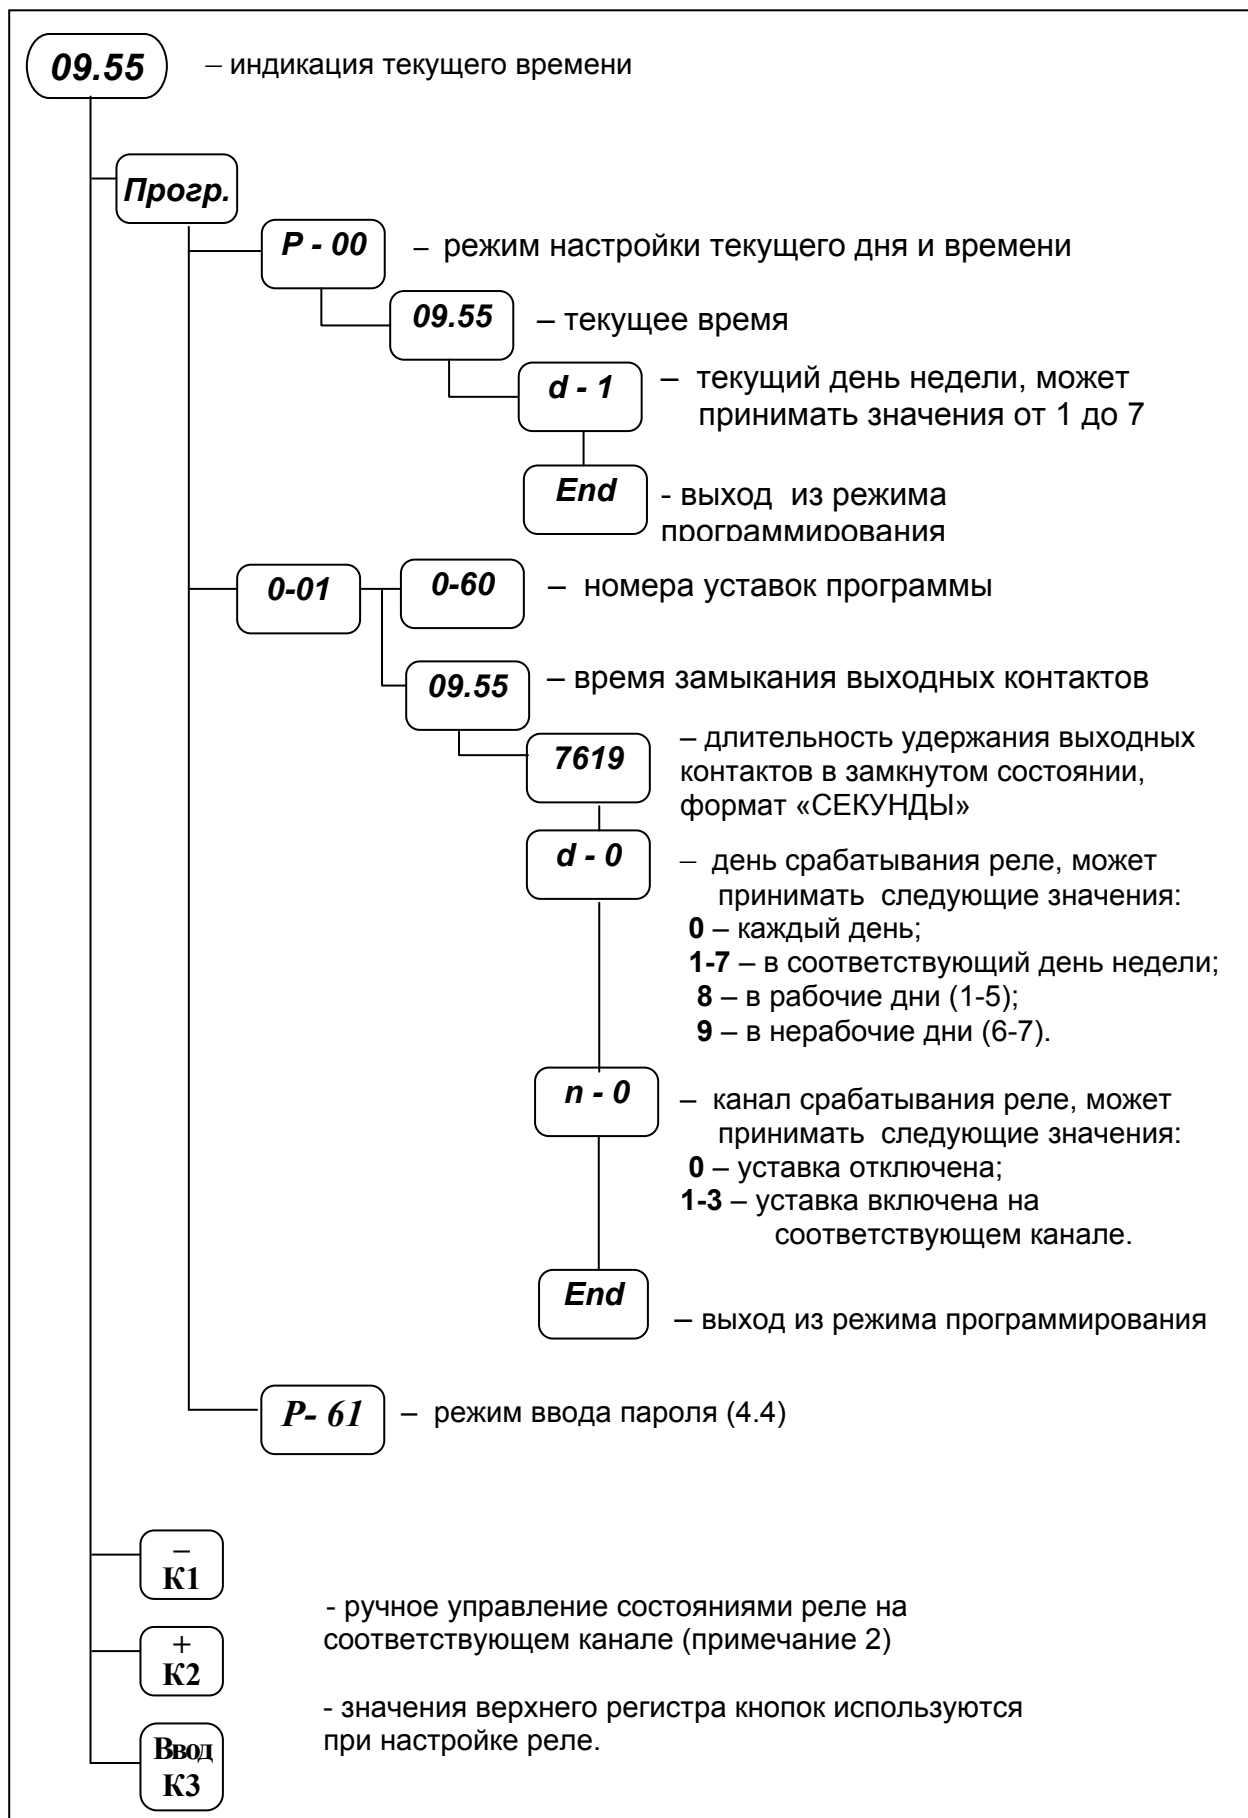 09.55 – индикация текущего времени
Прогр.
P - 00 – режим настройки текущего дня и времени
09.55 – текущее время
d - 1 – текущий день недели, может
принимать значения от 1 до 7
End - выход из режима
программирования
0-01 0-60 – номера уставок программы
09.55 – время замыкания выходных контактов
7619 – длительность удержания выходных
контактов в замкнутом состоянии,
формат «СЕКУНДЫ»
d - 0 – день срабатывания реле, может
принимать следующие значения:
0 – каждый день;
1-7 – в соответствующий день недели;
8 – в рабочие дни (1-5);
9 – в нерабочие дни (6-7).
n - 0 – канал срабатывания реле, может
принимать следующие значения:
0 – уставка отключена;
1-3 – уставка включена на
соответствующем канале.
End – выход из режима программирования
P- 61 – режим ввода пароля (4.4)
–
К1
- ручное управление состояниями реле на
соответствующем канале (примечание 2)
+
К2
- значения верхнего регистра кнопок используются
при настройке реле.
Ввод
К3